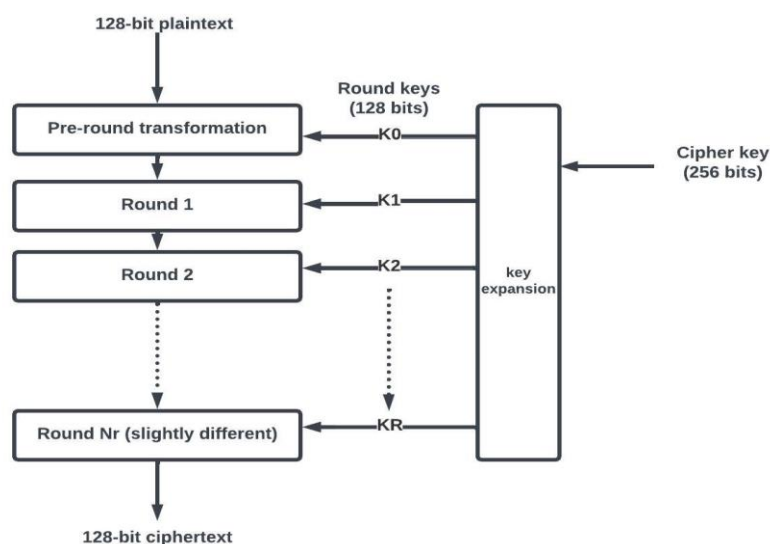 128-bit plaintext
Round keys
(128 bits)
Pre-round transformation
K0
Cipher key
(256 bits)
Round 1
K1
Round 2
K2
key
expansion
Round Nr (slightly different)
KR
128-bit ciphertext